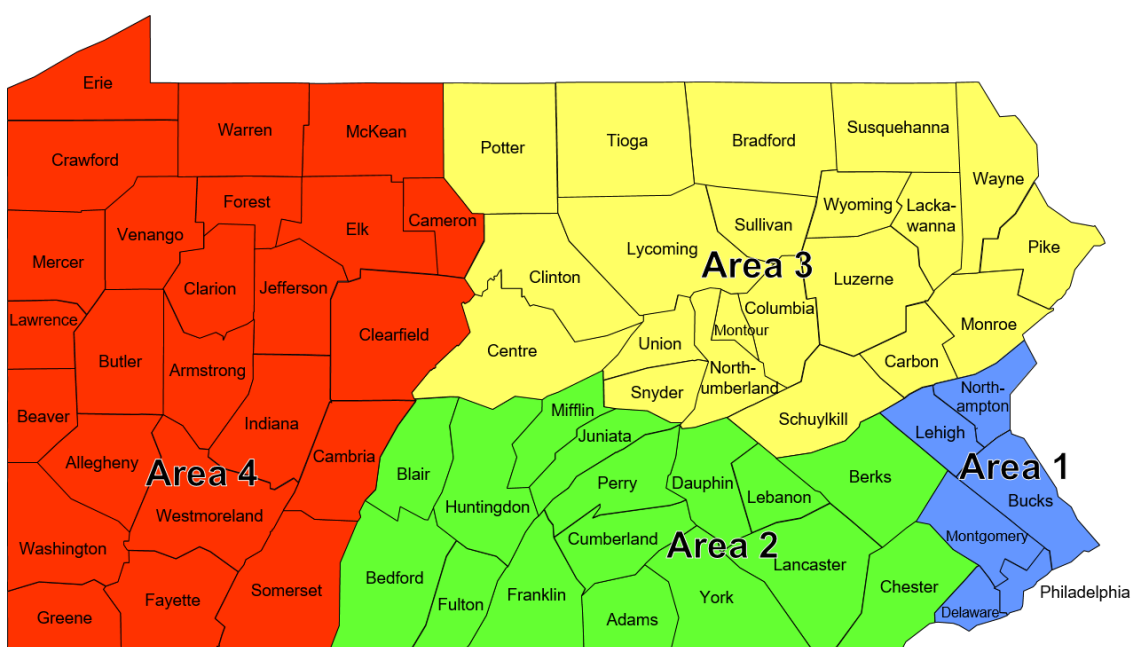 Erie
Warren
McKean
Crawford
Potter
Tioga
Bradford
Susquehanna
Wayne
Forest
Venango
Elk
Cameron
Mercer
Clarion
Jefferson
Lawrence
Clearfield
Butler
Armstrong
Beaver
Indiana
Allegheny
Cambria
Area 4
Westmoreland
Washington
Somerset
Fayette
Greene
Wyoming
Lacka-
wanna
Sullivan
Lycoming
Pike
Area 3
Clinton
Luzerne
Columbia
Montour
Monroe
Union
Centre
Carbon
North-
umberland
Snyder
Schuylkill
Mifflin
Juniata
Blair
Huntingdon
Perry
Dauphin
Lebanon
Berks
Cumberland
Area 2
Lancaster
Bedford
Fulton
Franklin
Adams
York
Chester
North-
ampton
Lehigh
Area 1
Bucks
Montgomery
Philadelphia
Delaware